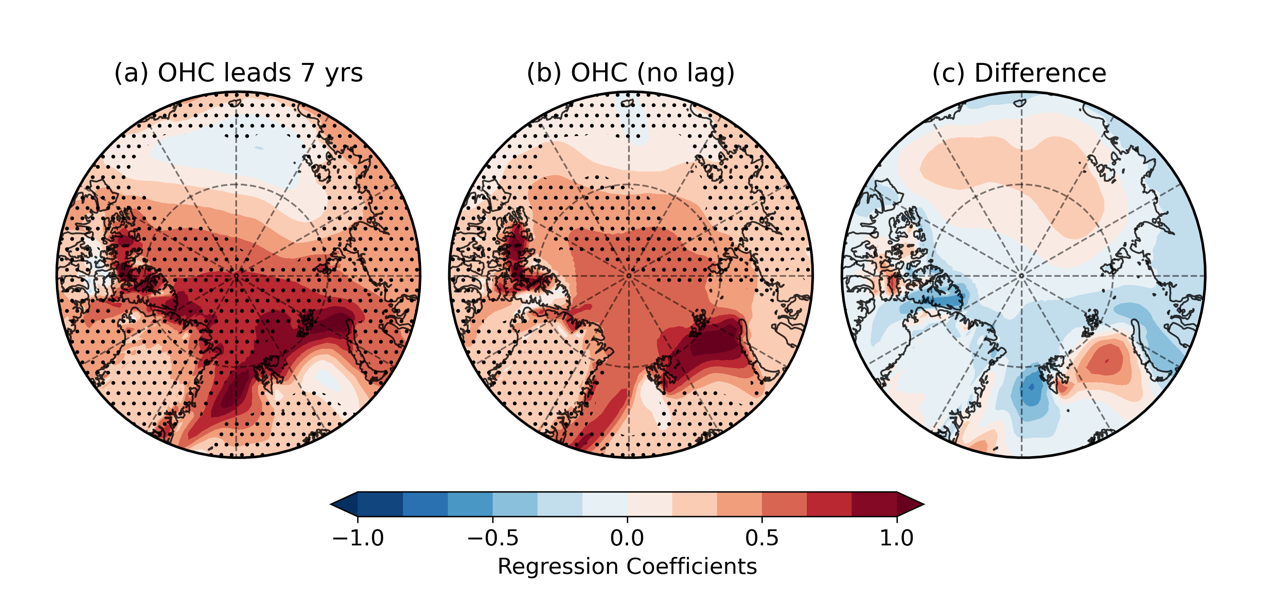 (a) OHC leads 7 yrs
(b) OHC (no lag)
(c) Difference
−1.0
−0.5
0.0
0.5
1.0
Regression Coefficients